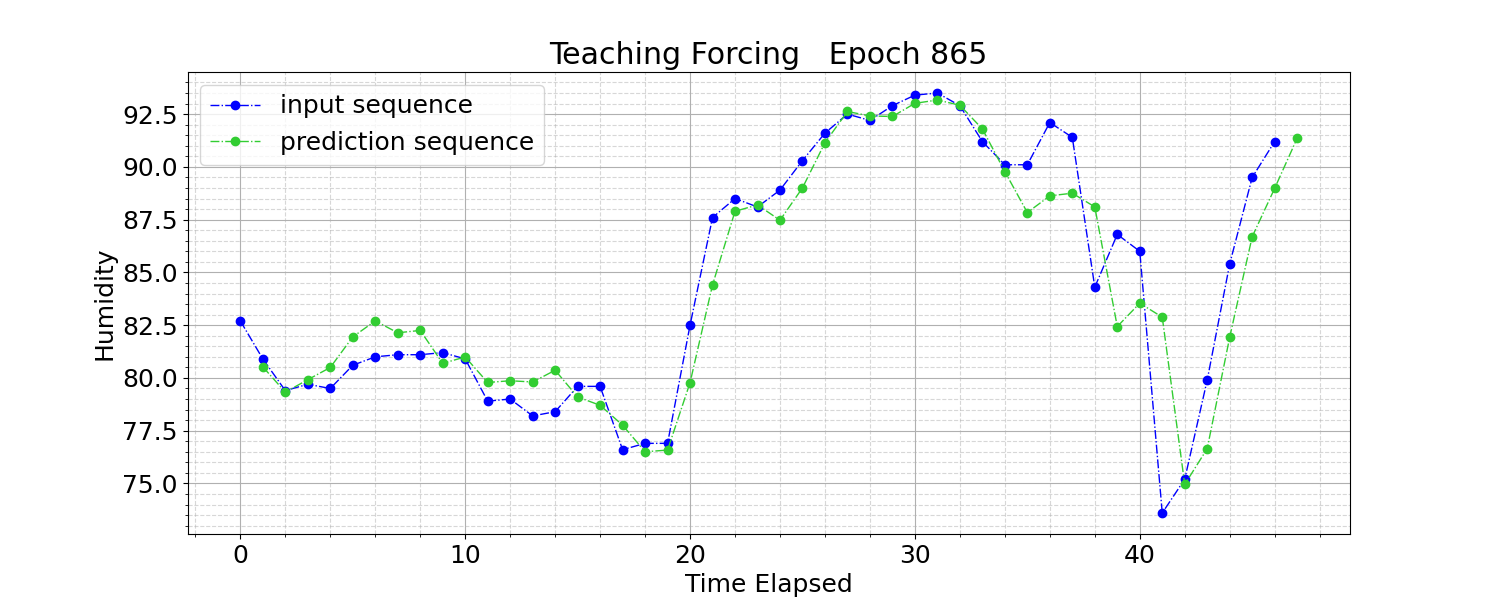 Teaching Forcing   Epoch 865
input sequence
prediction sequence
92.5
90.0
87.5
85.0
82.5
80.0
77.5
75.0
Humidity
0 10 20 30 40
Time Elapsed